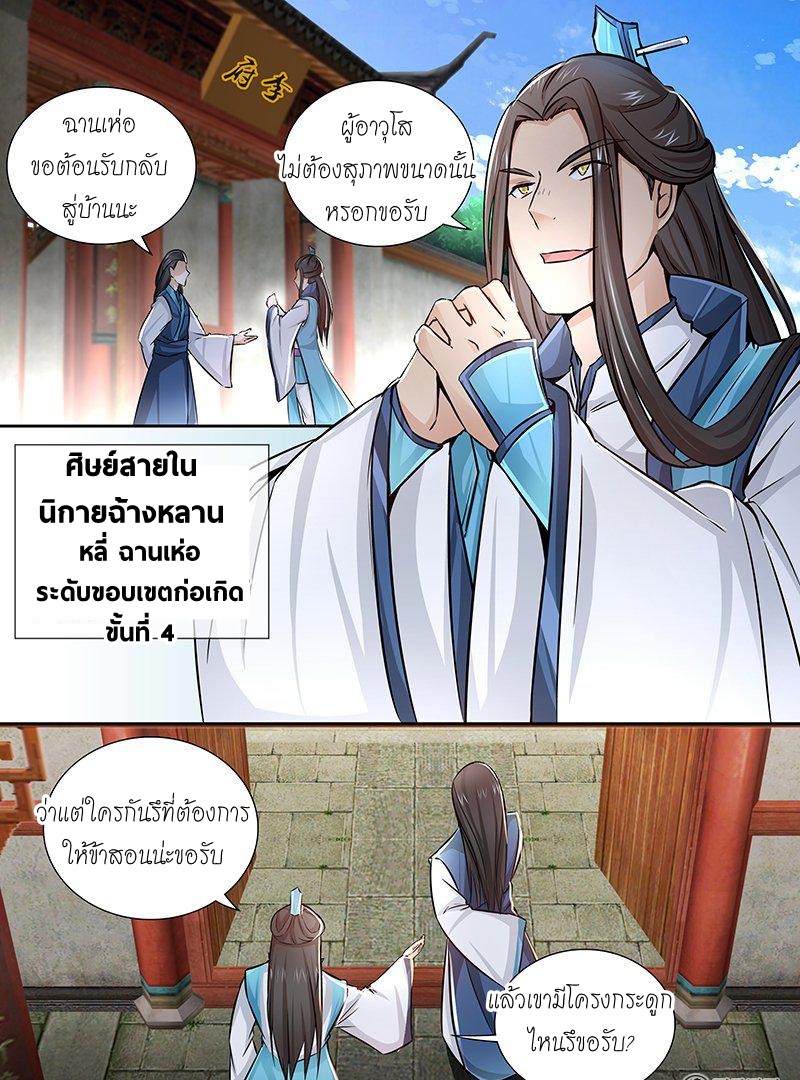 李府
ฉานเห่อ
ขอต้อนรับกลับ
สู่บ้านนะ
ผู้อาวุโส
ไม่ต้องสุภาพขนาดนั้น
หรอกขอรับ
ศิษย์สายใน
นิกายฉ้างหลาน
หลี่ ฉานเห่อ
ระดับขอบเขตก่อเกิด
ขั้นที่ 4
ว่าแต่ใครกันรึที่ต้องการ
ให้ข้าสอนน่ะขอรับ
แล้วเขามีโครงกระดูก
ไหนรึขอรับ?